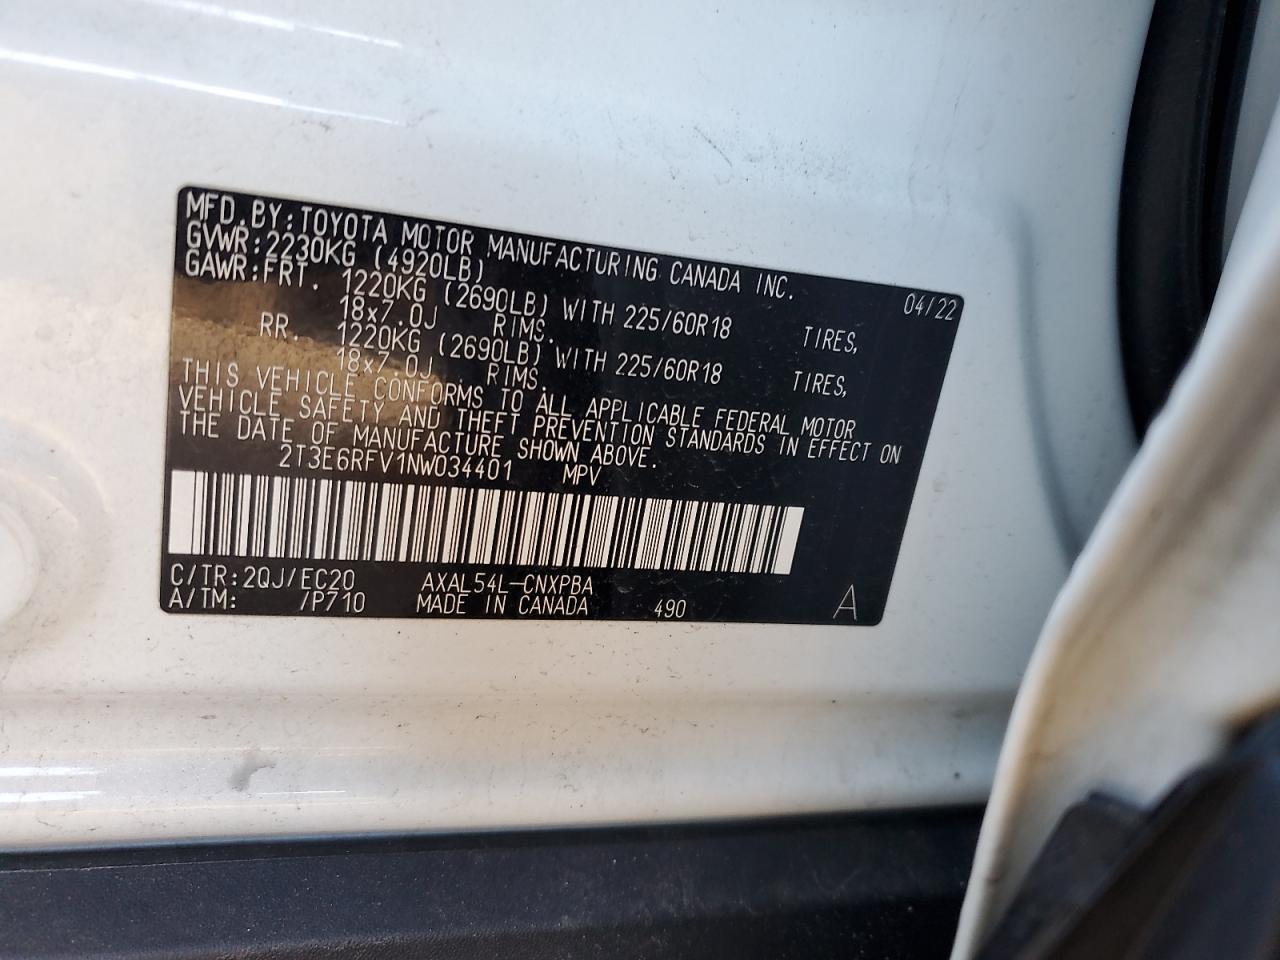 MFD.BY:TOYOTA MOTOR MANUFACTURING CANADA INC. 04/22
GVWR:2230KG (4920LB)
GAWR:FRT. 1220KG (2690LB) WITH 225/60R18 TIRES,
18x7.0J RIMS.
RR. 1220KG (2690LB) WITH 225/60R18 TIRES,
18x7.0J RIMS.
THIS VEHICLE CONFORMS TO ALL APPLICABLE FEDERAL MOTOR
VEHICLE SAFETY AND THEFT PREVENTION STANDARDS IN EFFECT ON
THE DATE OF MANUFACTURE SHOWN ABOVE.
2T3E6RFV1NW034401 MPV
C/TR:2QJ/EC20 AXAL54L-CNXPBA
A/TM: /P710 MADE IN CANADA 490 A